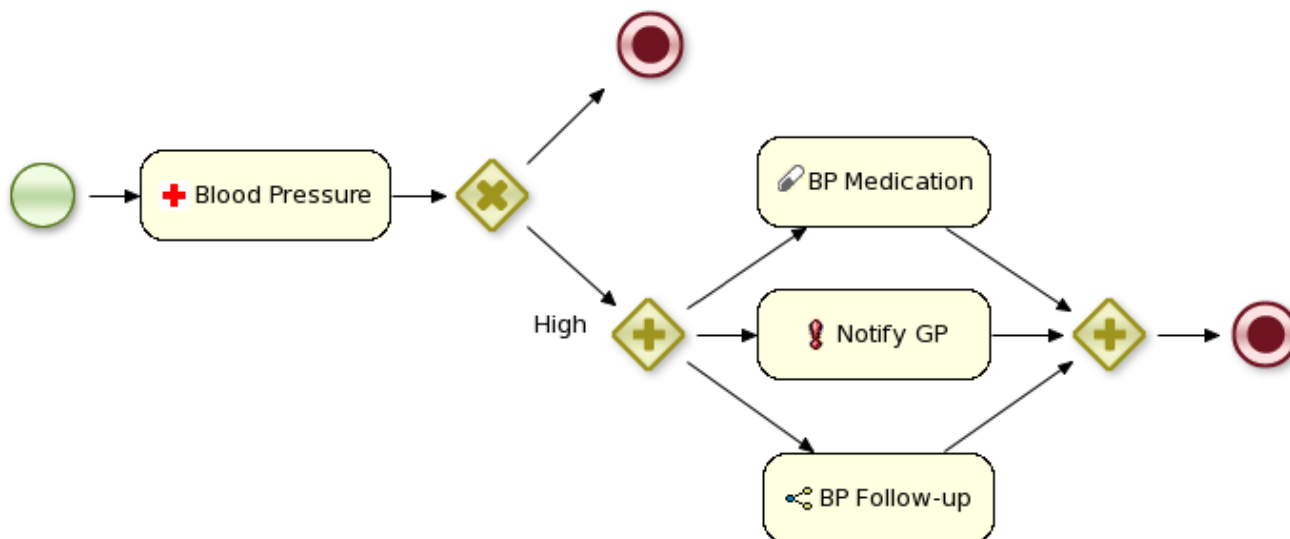 Blood Pressure
BP Medication
High
Notify GP
BP Follow-up